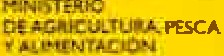 MINISTERIO
DE AGRICULTURA, PESCA
Y ALIMENTACIÓN